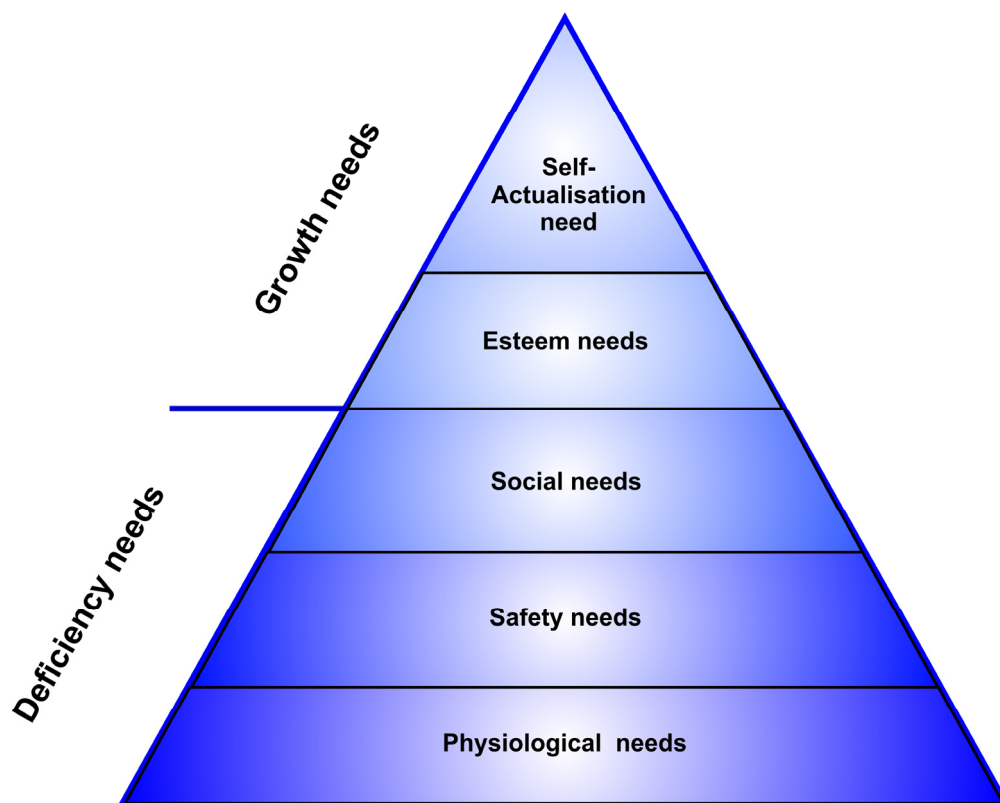 Growth needs
Self-
Actualisation
need
Esteem needs
Deficiency needs
Social needs
Safety needs
Physiological  needs